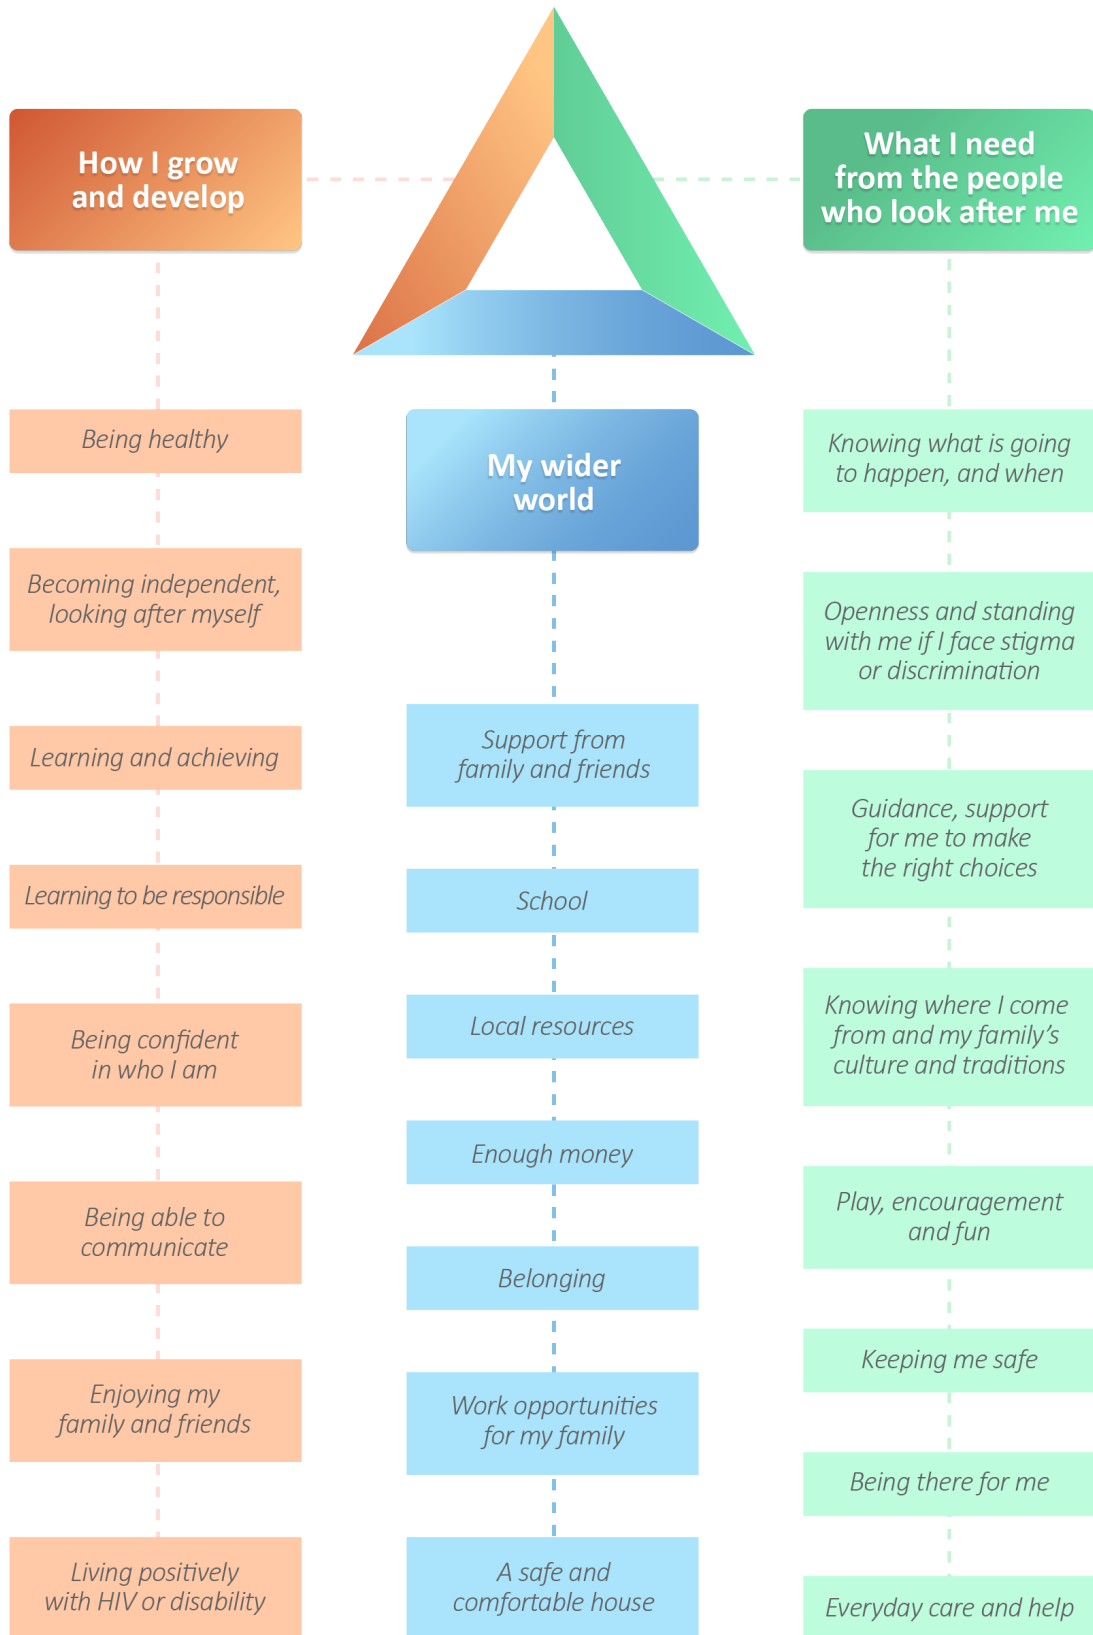 How I grow
and develop
Being healthy
Becoming independent,
looking after myself
Learning and achieving
Learning to be responsible
Being confident
in who I am
Being able to
communicate
Enjoying my
family and friends
Living positively
with HIV or disability
My wider
world
Support from
family and friends
School
Local resources
Enough money
Belonging
Work opportunities
for my family
A safe and
comfortable house
What I need
from the people
who look after me
Knowing what is going
to happen, and when
Openness and standing
with me if I face stigma
or discrimination
Guidance, support
for me to make
the right choices
Knowing where I come
from and my family’s
culture and traditions
Play, encouragement
and fun
Keeping me safe
Being there for me
Everyday care and help